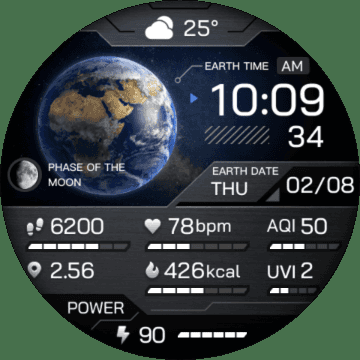 25°
EARTH TIME AM
10:09
34
PHASE OF THE
MOON
EARTH DATE
THU 02/08
6200 78bpm AQI 50
2.56 426kcal UVI 2
POWER
90